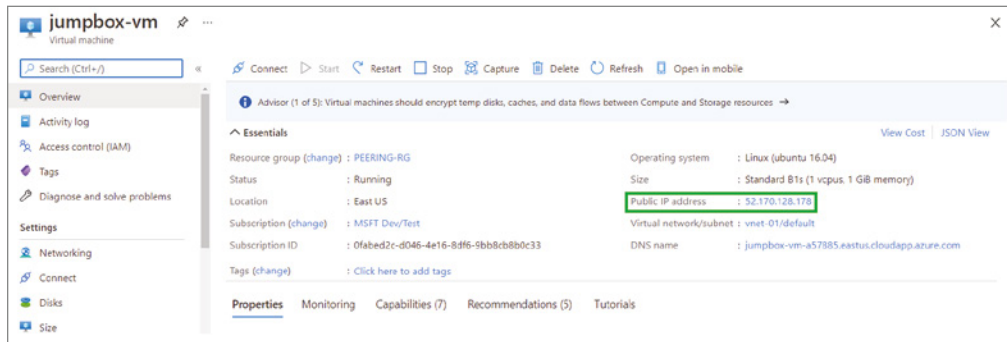 jumpbox-vm ...
Virtual machine
Search (Ctrl+/)
«
Connect Start Restart Stop Capture Delete Refresh Open in mobile
Overview
Activity log
Access control (IAM)
Tags
Diagnose and solve problems
Settings
Networking
Connect
Disks
Size
Advisor (1 of 5): Virtual machines should encrypt temp disks, caches, and data flows between Compute and Storage resources →
Essentials
View Cost | JSON View
Resource group (change) : PEERING-RG
Status : Running
Location : East US
Subscription (change) : MSFT Dev/Test
Subscription ID : 0fabed2c-d046-4e16-8df6-9bb8cb8b0c33
Tags (change) : Click here to add tags
Operating system : Linux (ubuntu 16.04)
Size : Standard B1s (1 vcpus, 1 GiB memory)
Public IP address : 52.170.128.178
Virtual network/subnet : vnet-01/default
DNS name : jumpbox-vm-a57885.eastus.cloudapp.azure.com
Properties Monitoring Capabilities (7) Recommendations (5) Tutorials